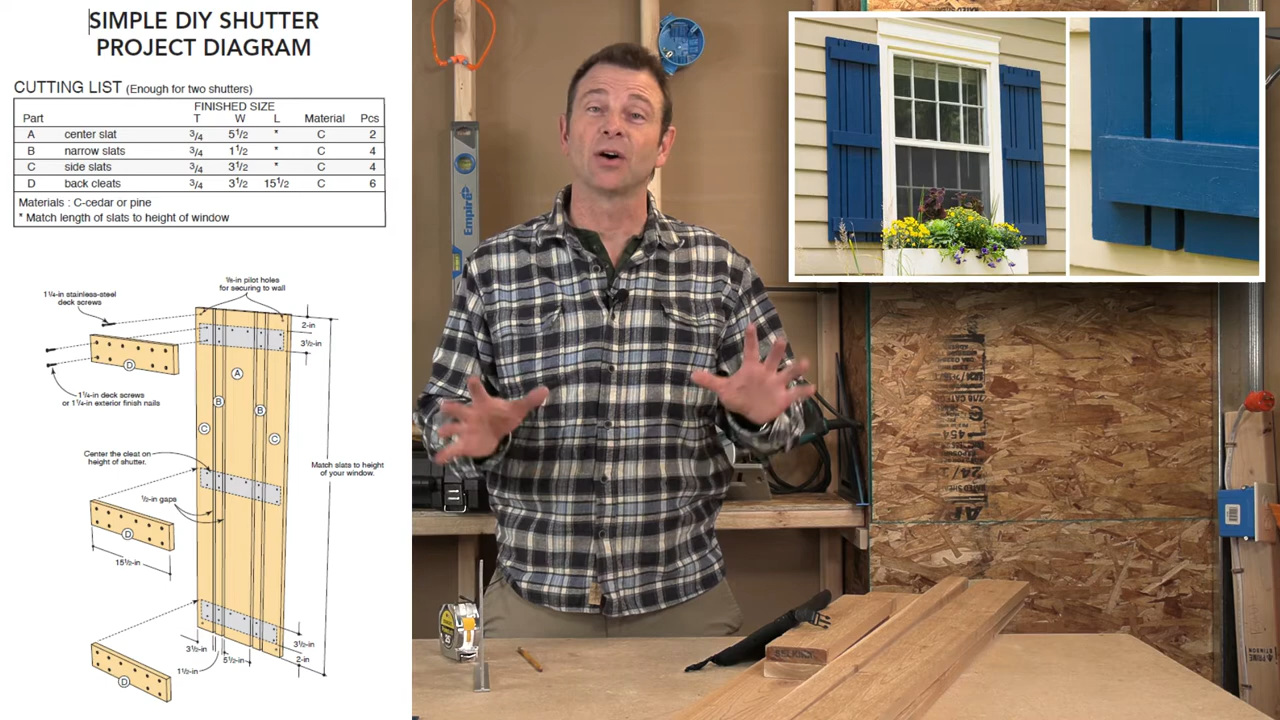 SIMPLE DIY SHUTTER
PROJECT DIAGRAM
CUTTING LIST (Enough for two shutters)
FINISHED SIZE
Part T W L Material Pcs
A center slat 3/4 5 1/2 * C 2
B narrow slats 3/4 1 1/2 * C 4
C side slats 3/4 3 1/2 * C 4
D back cleats 3/4 3 1/2 15 1/2 C 6
Materials : C-cedar or pine
* Match length of slats to height of window
pilot holes
for securing to wall
1 1/4-in stainless-steel
deck screws
2-in
3 1/2-in
D
A
B
B
C
C
1 1/4-in deck screws
or 1 1/4-in exterior finish nails
Center the cleat on
height of shutter.
Match slats to height
of your window.
1/2-in gaps
D
15 1/2-in
3 1/2-in
1 1/2-in
5 1/2-in
3 1/2-in
2-in
D
Empire
7/16 CAT
1454
24/